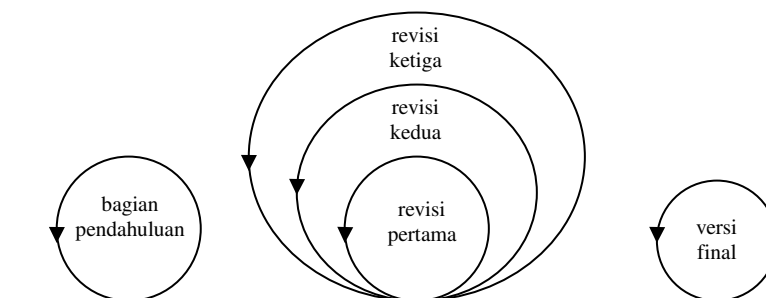 revisi
ketiga
revisi
kedua
bagian
pendahuluan
revisi
pertama
versi
final